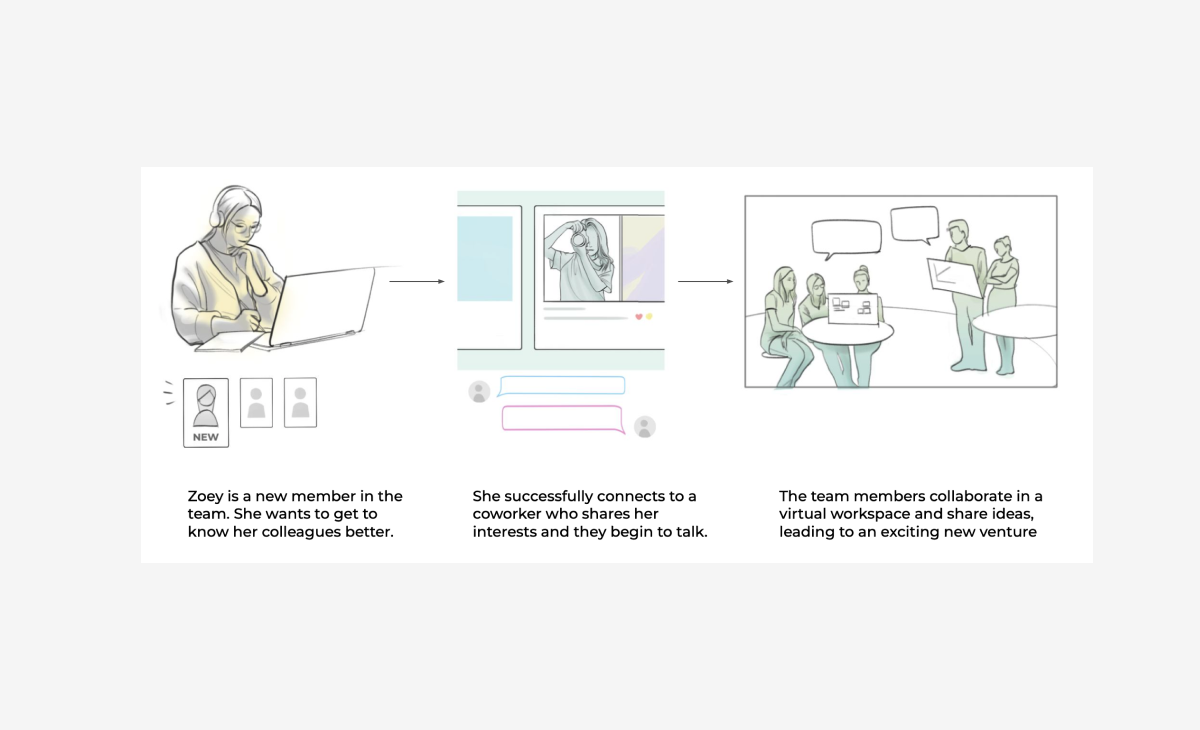 NEW
Zoey is a new member in the
team. She wants to get to
know her colleagues better.
She successfully connects to a
coworker who shares her
interests and they begin to talk.
The team members collaborate in a
virtual workspace and share ideas,
leading to an exciting new venture